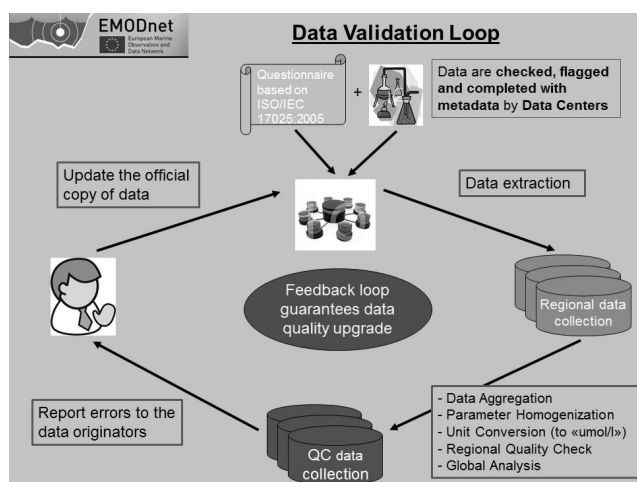 EMODnet
European Marine
Observation and
Data Network
Data Validation Loop
Questionnaire
based on
ISO/IEC
17025:2005
+
Data are checked, flagged
and completed with
metadata by Data Centers
Update the official
copy of data
Data extraction
Feedback loop
guarantees data
quality upgrade
Regional data
collection
Report errors to the
data originators
QC data
collection
- Data Aggregation
- Parameter Homogenization
- Unit Conversion (to «umol/l»)
- Regional Quality Check
- Global Analysis